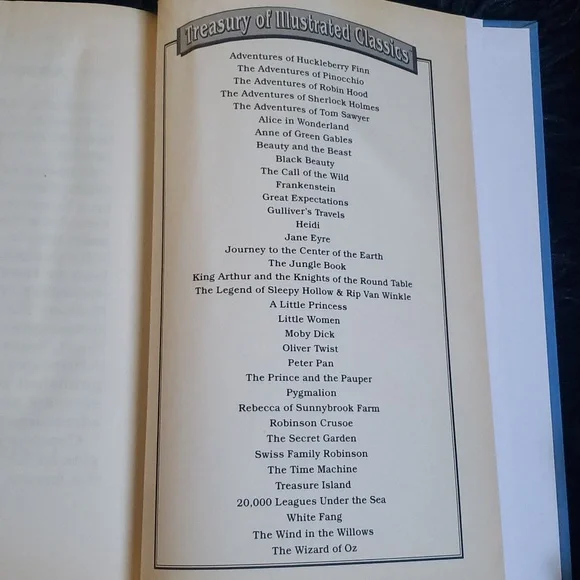 Treasury of Illustrated Classics
Adventures of Huckleberry Finn
The Adventures of Pinocchio
The Adventures of Robin Hood
The Adventures of Sherlock Holmes
The Adventures of Tom Sawyer
Alice in Wonderland
Anne of Green Gables
Beauty and the Beast
Black Beauty
The Call of the Wild
Frankenstein
Great Expectations
Gulliver's Travels
Heidi
Jane Eyre
Journey to the Center of the Earth
The Jungle Book
King Arthur and the Knights of the Round Table
The Legend of Sleepy Hollow & Rip Van Winkle
A Little Princess
Little Women
Moby Dick
Oliver Twist
Peter Pan
The Prince and the Pauper
Pygmalion
Rebecca of Sunnybrook Farm
Robinson Crusoe
The Secret Garden
Swiss Family Robinson
The Time Machine
Treasure Island
20,000 Leagues Under the Sea
White Fang
The Wind in the Willows
The Wizard of Oz